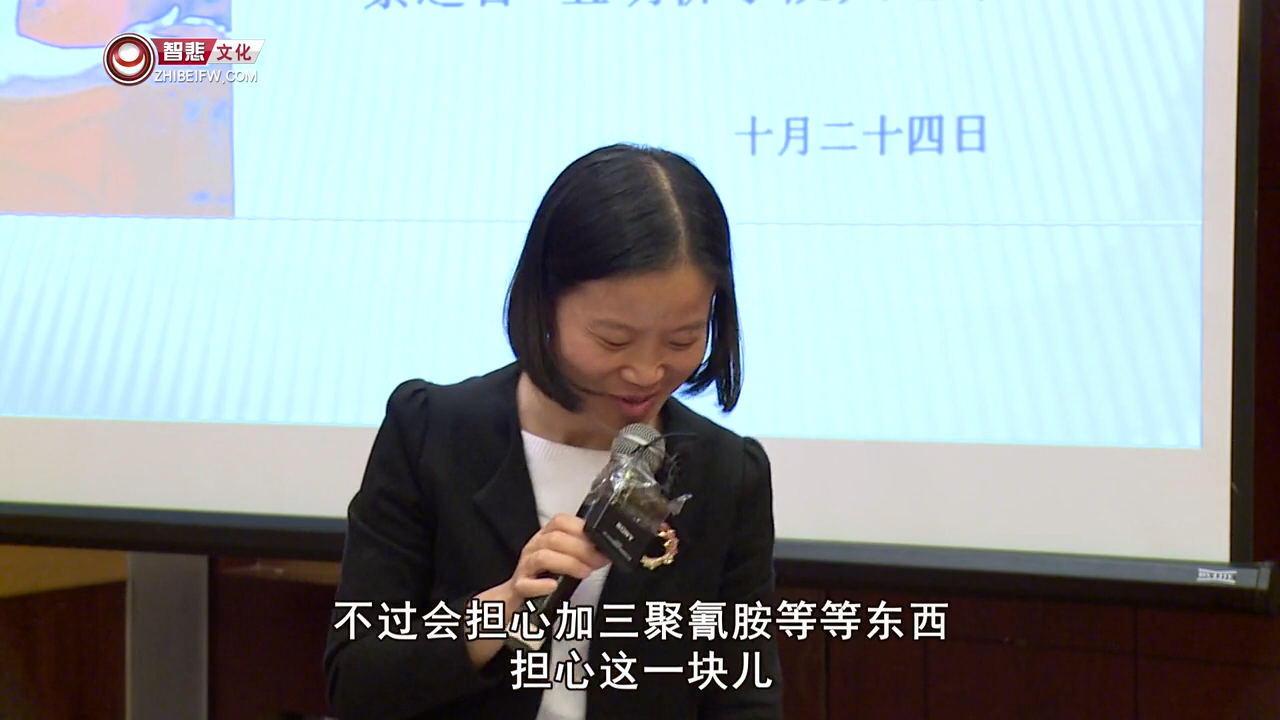 智悲文化
ZHIBEIFW.COM
十月二十四日
SONY
不过会担心加三聚氰胺等等东西
担心这一块儿